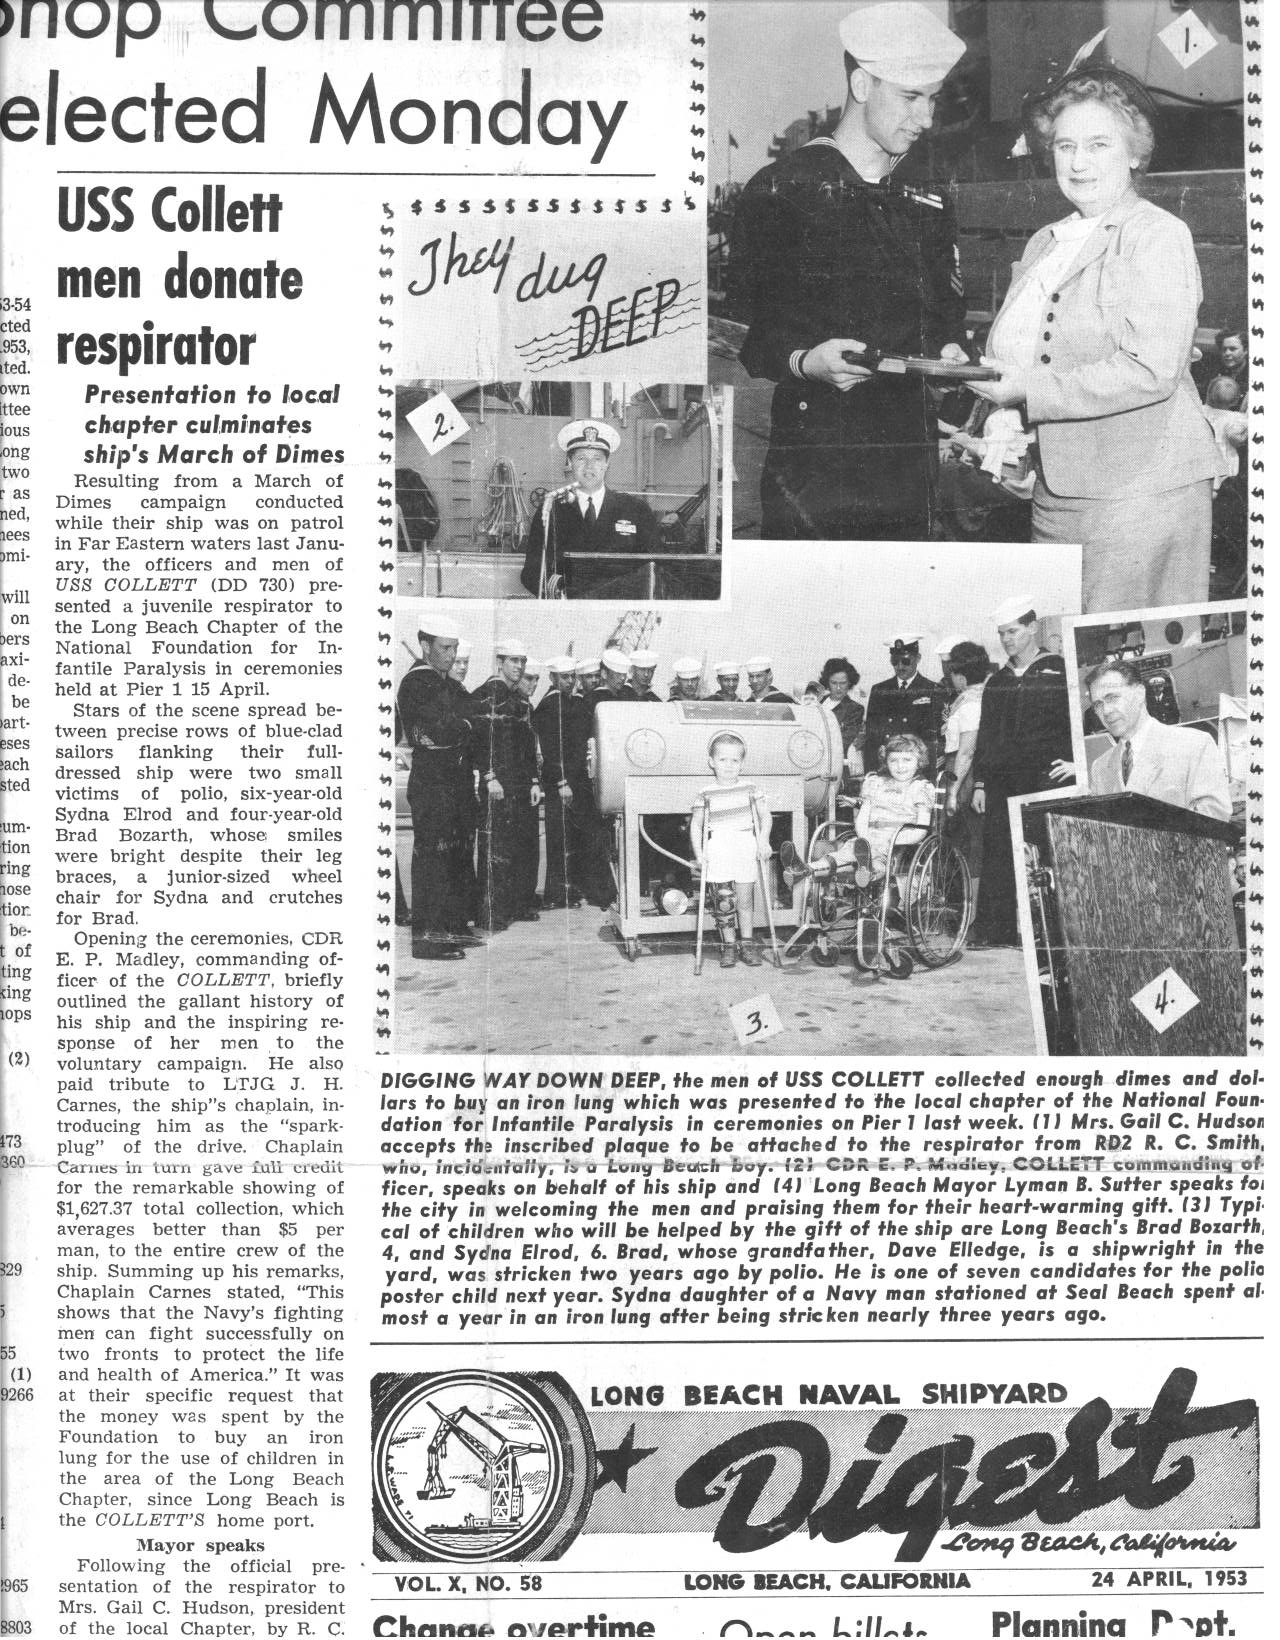 Shop Committee
elected Monday
USS Collett
men donate
respirator
Presentation to local
chapter culminates
ship's March of Dimes
Resulting from a March of
Dimes campaign conducted
while their ship was on patrol
in Far Eastern waters last Janu-
ary, the officers and men of
USS COLLETT (DD 730) pre-
sented a juvenile respirator to
the Long Beach Chapter of the
National Foundation for In-
fantile Paralysis in ceremonies
held at Pier 1 15 April.
Stars of the scene spread be-
tween precise rows of blue-clad
sailors flanking their full-
dressed ship were two small
victims of polio, six-year-old
Sydna Elrod and four-year-old
Brad Bozarth, whose smiles
were bright despite their leg
braces, a junior-sized wheel
chair for Sydna and crutches
for Brad.
Opening the ceremonies, CDR
E. P. Madley, commanding of-
ficer of the COLLETT, briefly
outlined the gallant history of
his ship and the inspiring re-
sponse of her men to the
voluntary campaign. He also
paid tribute to LTJG J. H.
Carnes, the ship"s chaplain, in-
troducing him as the "spark-
plug" of the drive. Chaplain
Carnes in turn gave full credit
for the remarkable showing of
$1,627.37 total collection, which
averages better than $5 per
man, to the entire crew of the
ship. Summing up his remarks,
Chaplain Carnes stated, "This
shows that the Navy's fighting
men can fight successfully on
two fronts to protect the life
and health of America." It was
at their specific request that
the money was spent by the
Foundation to buy an iron
lung for the use of children in
the area of the Long Beach
Chapter, since Long Beach is
the COLLETT'S home port.
Mayor speaks
Following the official pre-
sentation of the respirator to
Mrs. Gail C. Hudson, president
of the local Chapter, by R. C.
They dug
DEEP
1.
2.
3.
4.
DIGGING WAY DOWN DEEP, the men of USS COLLETT collected enough dimes and dol-
lars to buy an iron lung which was presented to the local chapter of the National Foun-
dation for Infantile Paralysis in ceremonies on Pier 1 last week. (1) Mrs. Gail C. Hudson
accepts the inscribed plaque to be attached to the respirator from RD2 R. C. Smith,
who, incidentally, is a Long Beach boy. (2) CDR E. P. Madley, COLLETT commanding of-
ficer, speaks on behalf of his ship and (4) Long Beach Mayor Lyman B. Sutter speaks for
the city in welcoming the men and praising them for their heart-warming gift. (3) Typi-
cal of children who will be helped by the gift of the ship are Long Beach's Brad Bozarth,
4, and Sydna Elrod, 6. Brad, whose grandfather, Dave Elledge, is a shipwright in the
yard, was stricken two years ago by polio. He is one of seven candidates for the polio
poster child next year. Sydna daughter of a Navy man stationed at Seal Beach spent al-
most a year in an iron lung after being stricken nearly three years ago.
LONG BEACH NAVAL SHIPYARD
Digest
Long Beach, California
VOL. X, NO. 58 LONG BEACH, CALIFORNIA 24 APRIL, 1953
Change overtime
Open billets
Planning Dept.